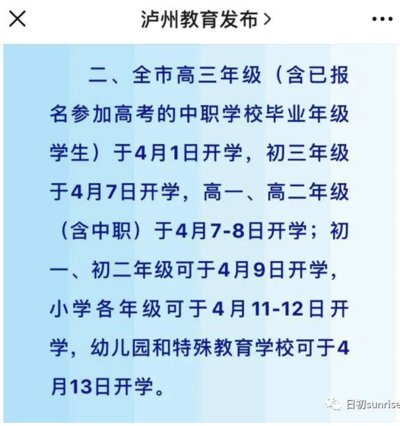 泸州教育发布
二、全市高三年级（含已报
名参加高考的中职学校毕业年级
学生）于4月1日开学，初三年级
于4月7日开学，高一、高二年级
（含中职）于4月7-8日开学；初
一、初二年级可于4月9日开学，
小学各年级可于4月11-12日开
学，幼儿园和特殊教育学校可于4
月13日开学。
日初sunrise